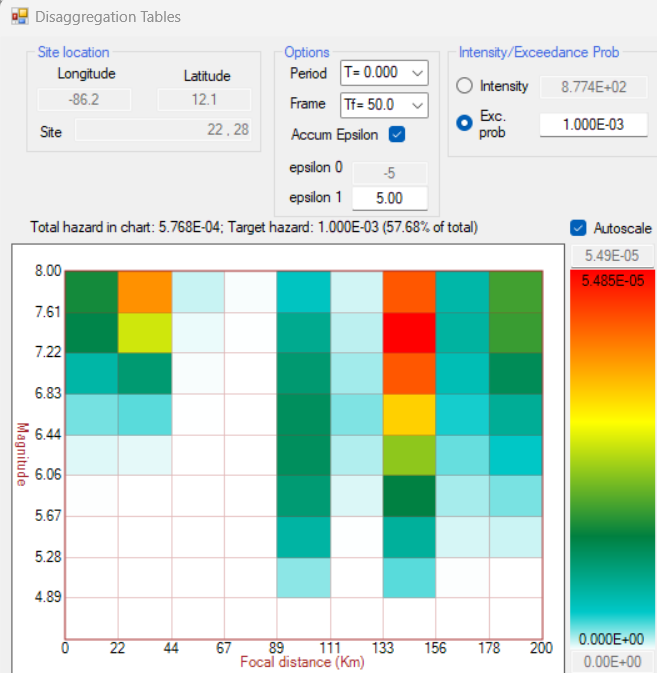 Disaggregation Tables
Site location
Longitude
Latitude
-86.2
12.1
Site
22 , 28
Options
Period
T= 0.000
Frame
Tf= 50.0
Accum Epsilon
epsilon 0
-5
epsilon 1
5.00
Intensity/Exceedance Prob
Intensity
8.774E+02
Exc.
prob
1.000E-03
Total hazard in chart: 5.768E-04; Target hazard: 1.000E-03 (57.68% of total)
Autoscale
5.49E-05
5.485E-05
8.00
7.61
7.22
6.83
6.44
6.06
5.67
5.28
4.89
Magnitude
0 22 44 67 89 111 133 156 178 200
Focal distance (Km)
0.000E+00
0.00E+00